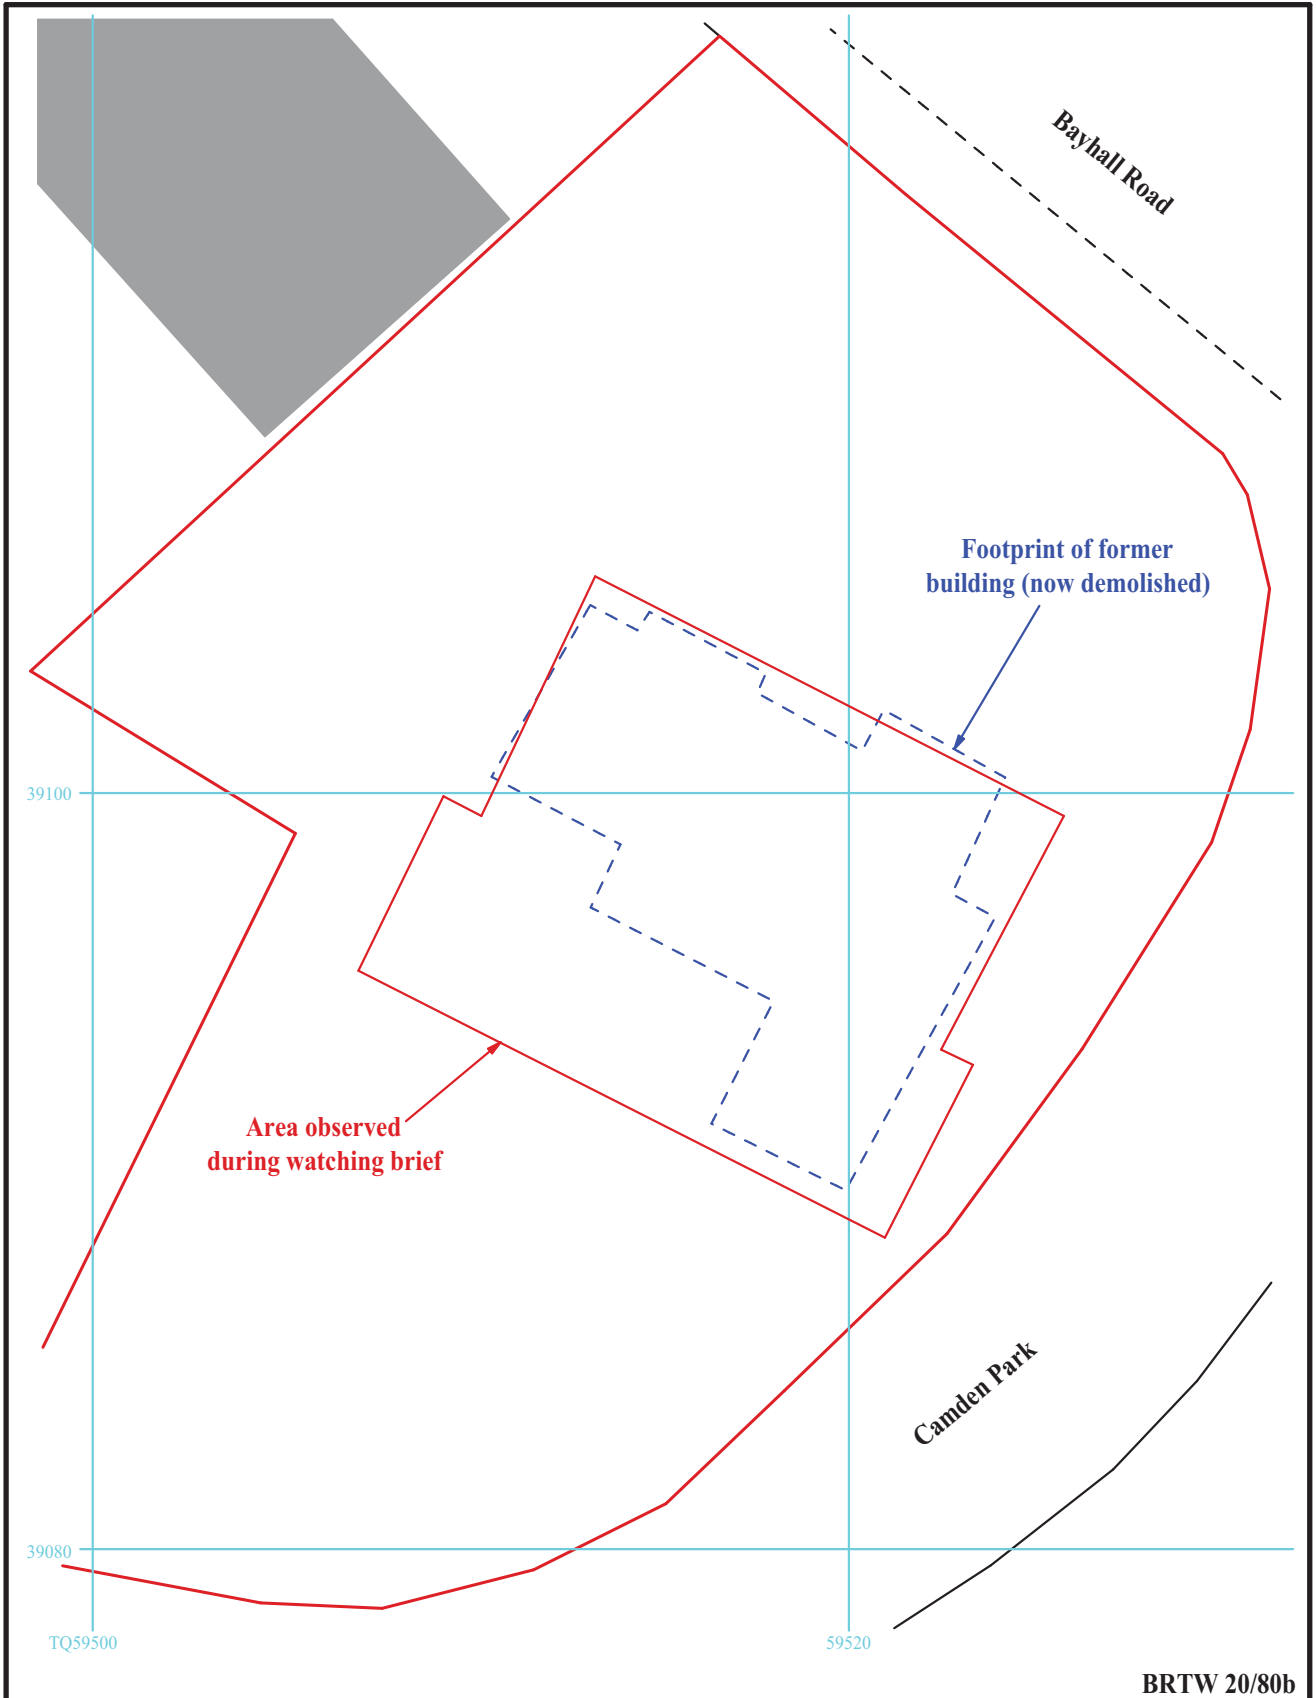 Bayhall Road
Footprint of former
building (now demolished)
39100
Area observed
during watching brief
Camden Park
39080
TQ59500
59520
BRTW 20/80b